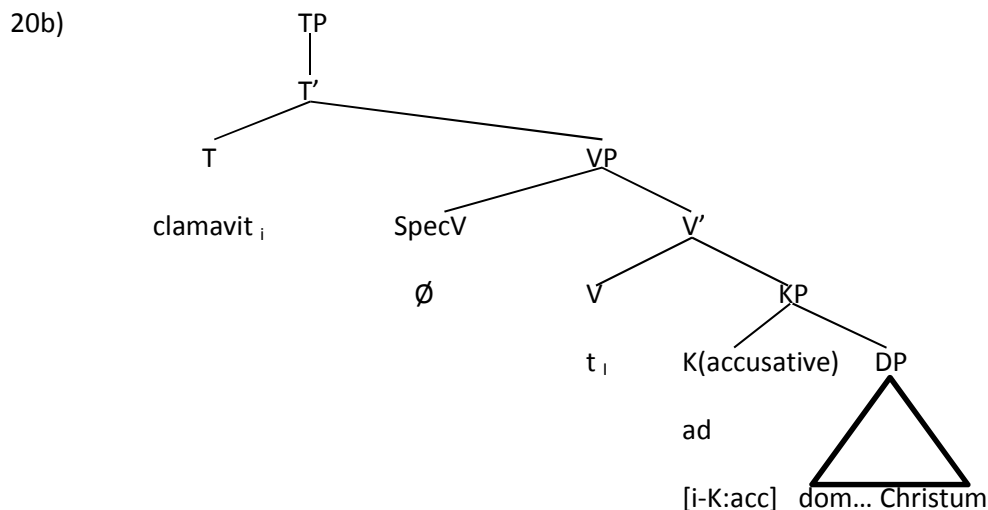 20b) TP
T’
T VP
clamavit i SpecV V’
Ø V KP
t I K(accusative) DP
ad
[i-K:acc] dom... Christum